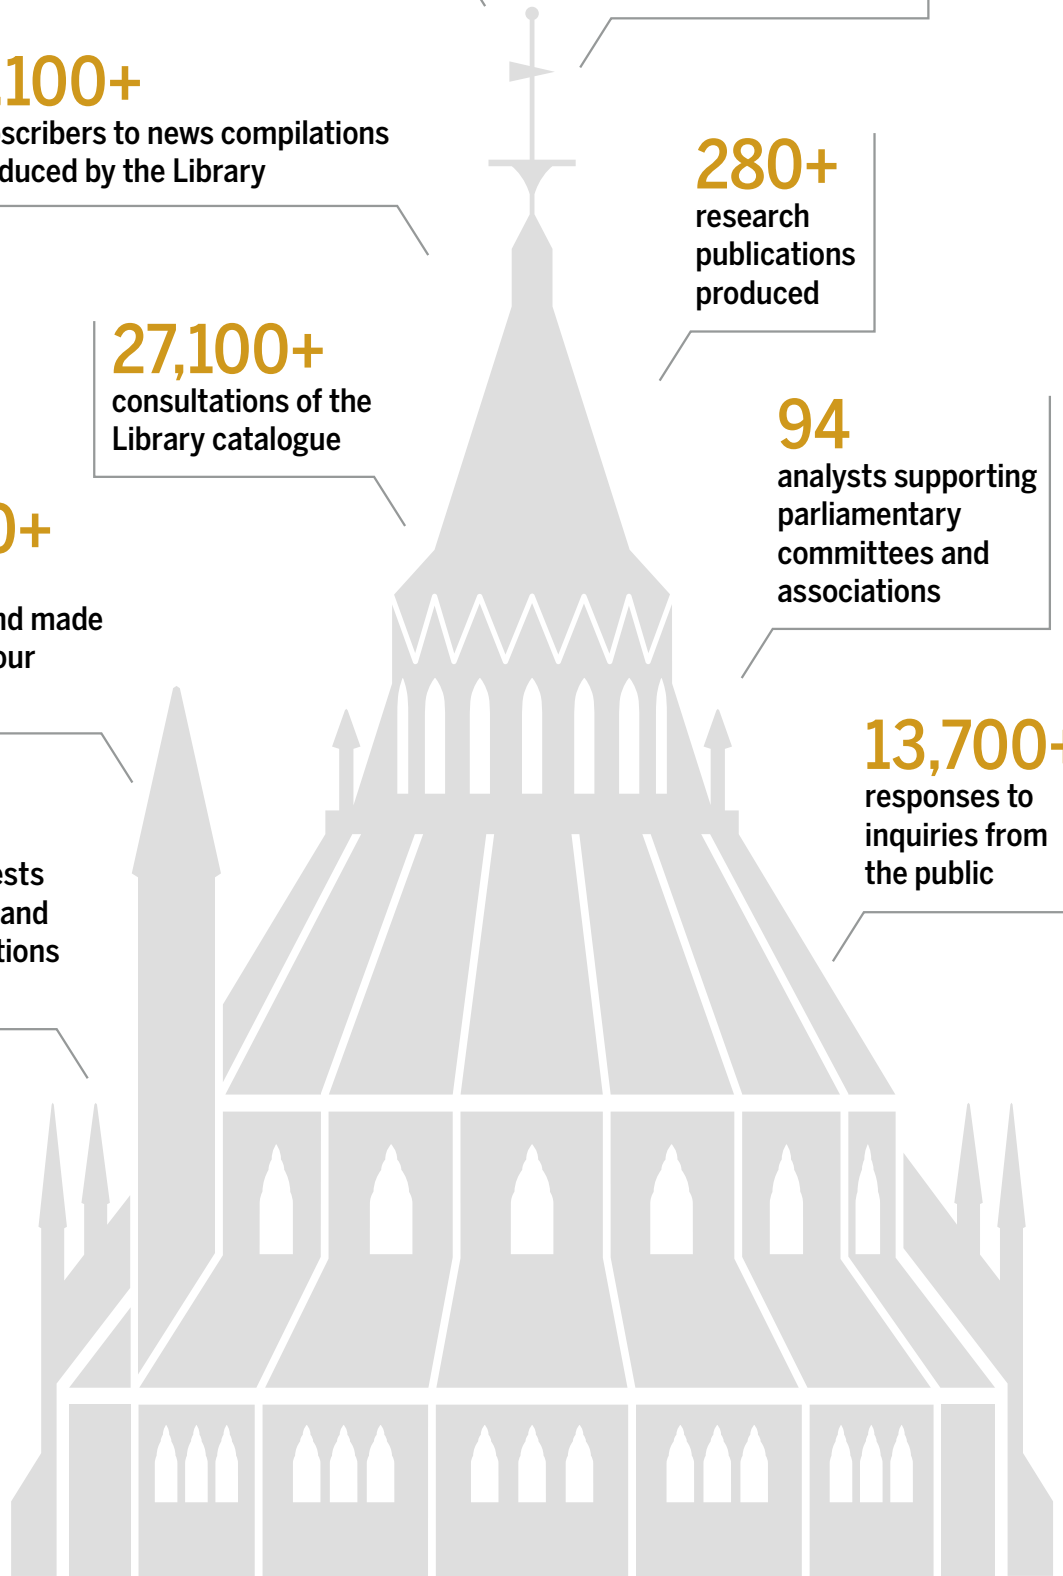 100+
scribers to news compilations
duced by the Library
280+
research
publications
produced
27,100+
consultations of the
Library catalogue
94
analysts supporting
parliamentary
committees and
associations
0+
nd made
our
13,700+
responses to
inquiries from
the public
ests
and
tions